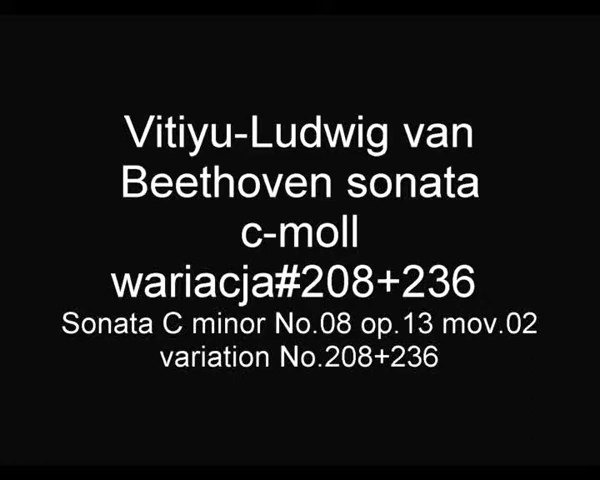 Vitiyu-Ludwig van
Beethoven sonata
c-moll
wariacja#208+236
Sonata C minor No.08 op.13 mov.02
variation No.208+236